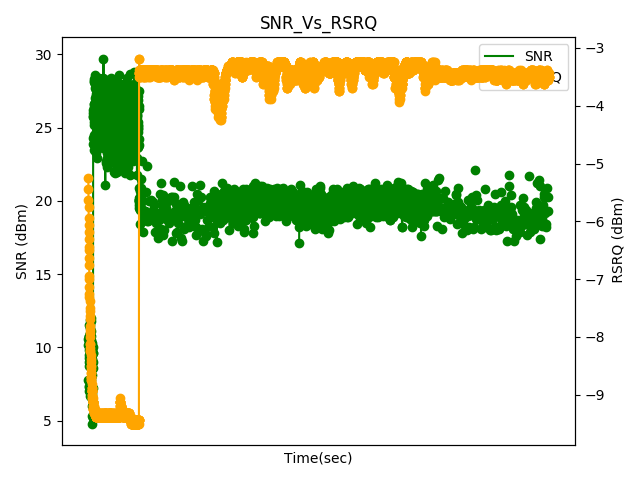 SNR_Vs_RSRQ
SNR
Q
30
25
20
15
10
5
SNR (dBm)
−3
−4
−5
−6
−7
−8
−9
RSRQ (dBm)
Time(sec)